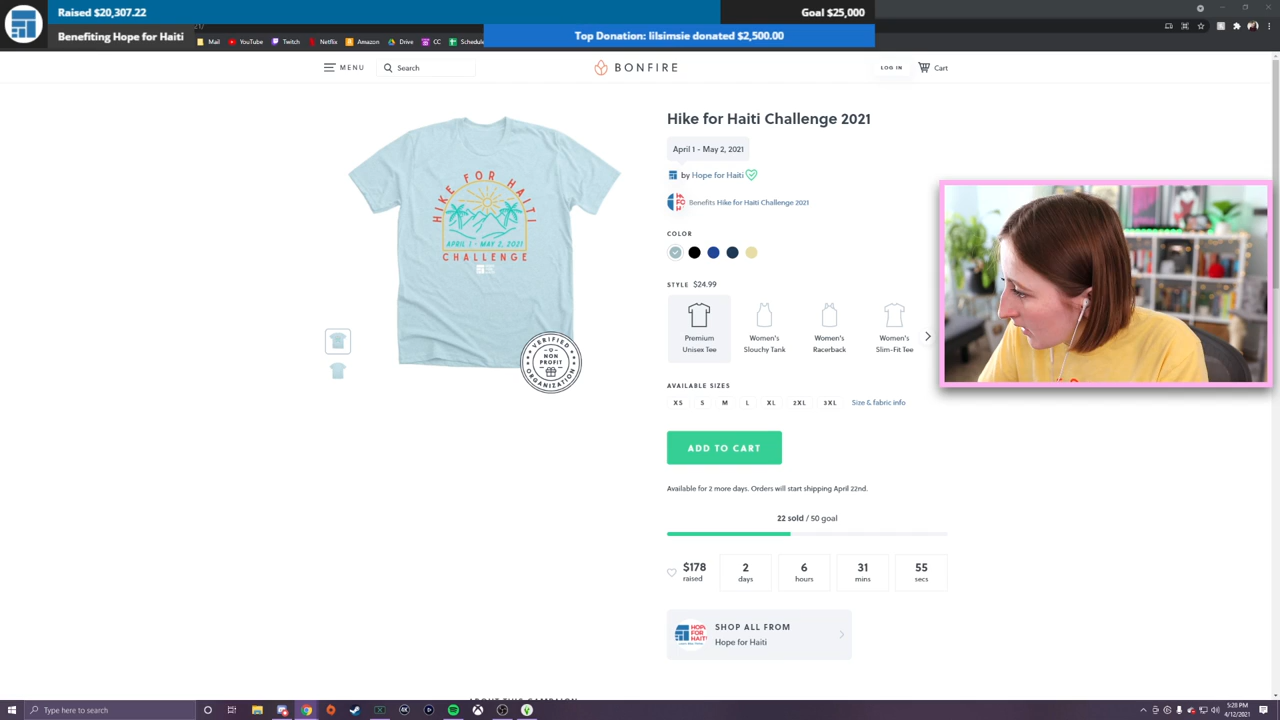 Raised $20,307.22
Goal $25,000
Benefiting Hope for Haiti
Top Donation: lilsimsie donated $2,500.00
Mail
YouTube
Twitch
Netflix
Amazon
Drive
CC
Schedule
MENU
Search
BONFIRE
LOG IN
Cart
HIKE FOR HAITI
APRIL 1 - MAY 2, 2021
CHALLENGE
VERIFIED
NON
PROFIT
ORGANIZATION
Hike for Haiti Challenge 2021
April 1 - May 2, 2021
by Hope for Haiti
Benefits Hike for Haiti Challenge 2021
COLOR
STYLE $24.99
Premium
Unisex Tee
Women's
Slouchy Tank
Women's
Racerback
Women's
Slim-Fit Tee
AVAILABLE SIZES
XS S M L XL 2XL 3XL Size & fabric info
ADD TO CART
Available for 2 more days. Orders will start shipping April 22nd.
22 sold / 50 goal
$178
raised
2
days
6
hours
31
mins
55
secs
HOPE
FOR
HAITI
SHOP ALL FROM
Hope for Haiti
Type here to search
5:28 PM
4/12/2021